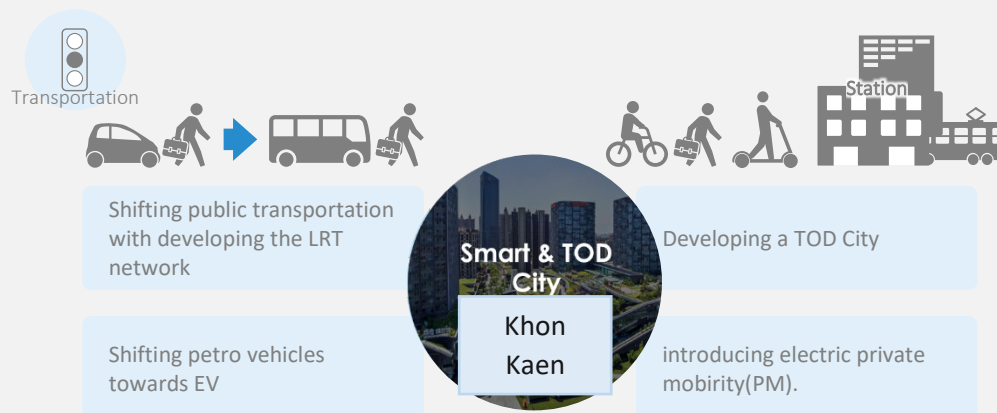 Transportation
Station
Shifting public transportation
with developing the LRT
network
Smart & TOD
City
Khon
Kaen
Developing a TOD City
Shifting petro vehicles
towards EV
introducing electric private
mobirity(PM).